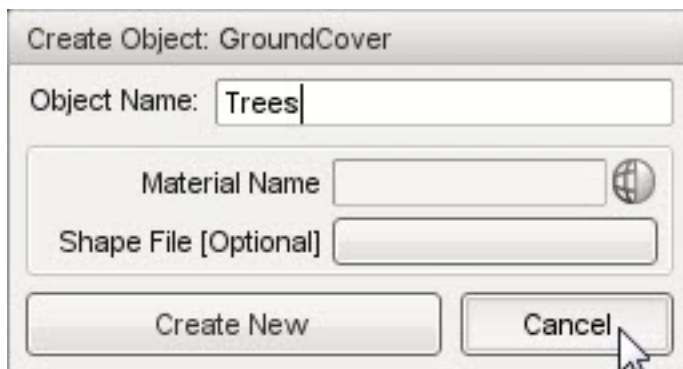 Create Object: GroundCover
Object Name: Trees
Material Name
Shape File [Optional]
Create New Cancel